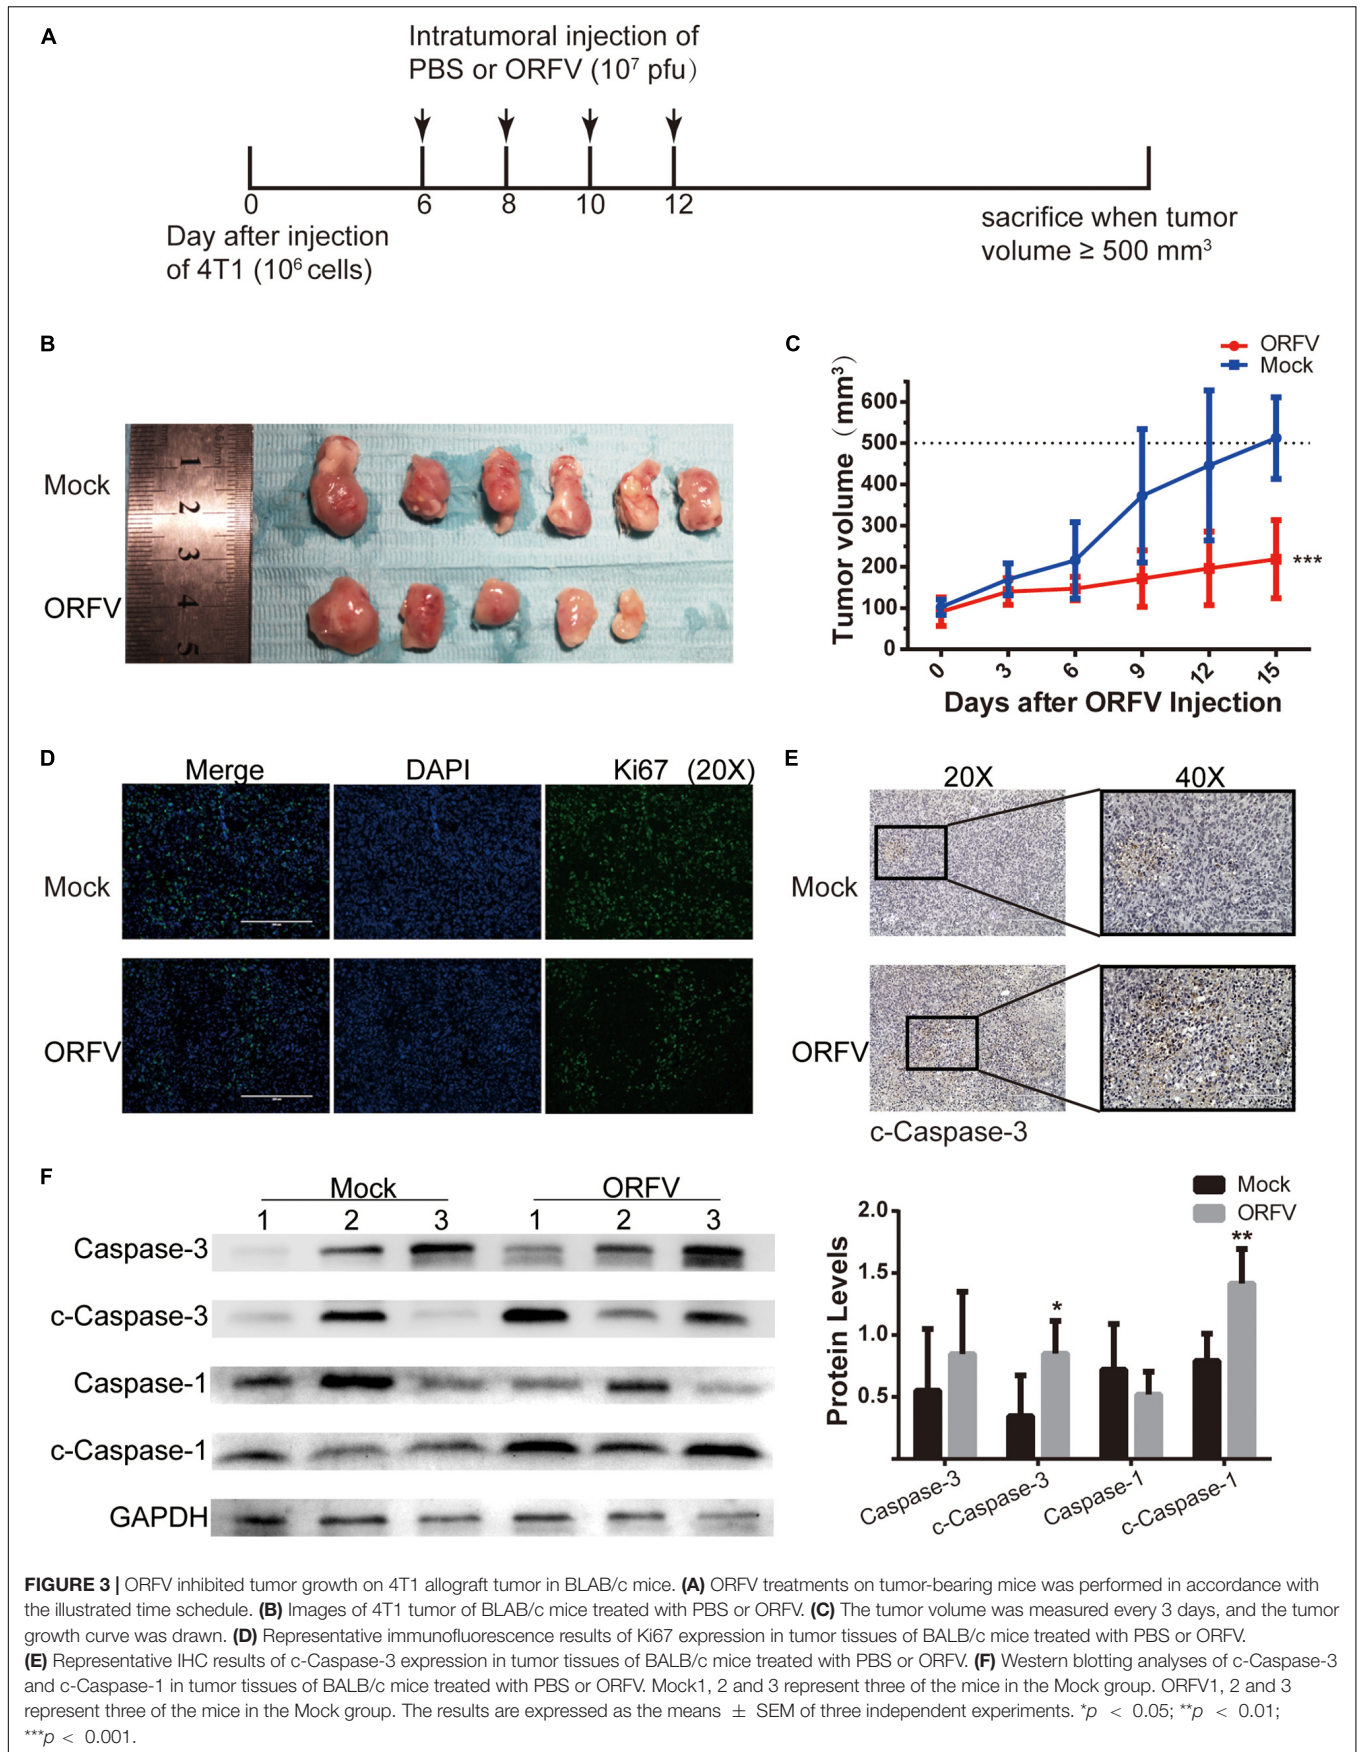 A
Intratumoral injection of
PBS or ORFV (10⁷ pfu）
0 6 8 10 12
Day after injection
of 4T1 (10⁶ cells)
sacrifice when tumor
volume ≥ 500 mm³
B
Mock
ORFV
1
2
3
4
5
C
ORFV
Mock
Tumor volume（mm³）
600
500
400
300
200
100
0
***
0 3 6 9 12 15
Days after ORFV Injection
D
Merge DAPI Ki67 (20X)
Mock
ORFV
E
20X 40X
Mock
ORFV
c-Caspase-3
F
Mock ORFV
1 2 3 1 2 3
Caspase-3
c-Caspase-3
Caspase-1
c-Caspase-1
GAPDH
Mock
ORFV
Protein Levels
2.0
1.5
1.0
0.5
*
**
Caspase-3 c-Caspase-3 Caspase-1 c-Caspase-1
FIGURE 3 | ORFV inhibited tumor growth on 4T1 allograft tumor in BLAB/c mice. (A) ORFV treatments on tumor-bearing mice was performed in accordance with
the illustrated time schedule. (B) Images of 4T1 tumor of BLAB/c mice treated with PBS or ORFV. (C) The tumor volume was measured every 3 days, and the tumor
growth curve was drawn. (D) Representative immunofluorescence results of Ki67 expression in tumor tissues of BALB/c mice treated with PBS or ORFV.
(E) Representative IHC results of c-Caspase-3 expression in tumor tissues of BALB/c mice treated with PBS or ORFV. (F) Western blotting analyses of c-Caspase-3
and c-Caspase-1 in tumor tissues of BALB/c mice treated with PBS or ORFV. Mock1, 2 and 3 represent three of the mice in the Mock group. ORFV1, 2 and 3
represent three of the mice in the Mock group. The results are expressed as the means ± SEM of three independent experiments. *p < 0.05; **p < 0.01;
***p < 0.001.